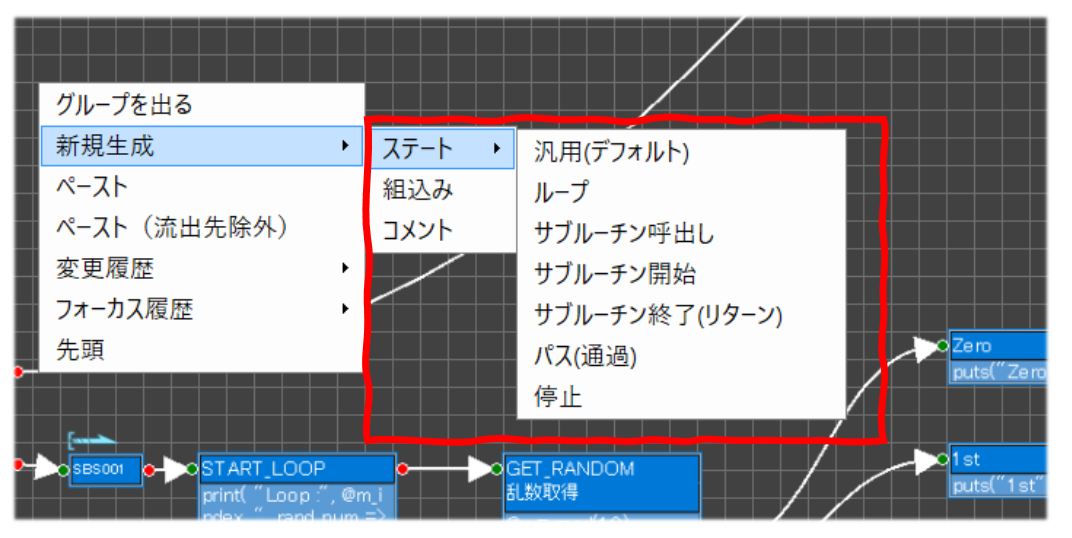 グループを出る
新規生成
ペースト
ペースト（流出先除外）
変更履歴
フォーカス履歴
先頭
ステート
組込み
コメント
汎用(デフォルト)
ループ
サブルーチン呼出し
サブルーチン開始
サブルーチン終了(リターン)
パス(通過)
停止
Zero
puts("Zero
SBS001
START_LOOP
print( "Loop :", @m_i
ndex, " rand_num =>
GET_RANDOM
乱数取得
1st
puts("1st"